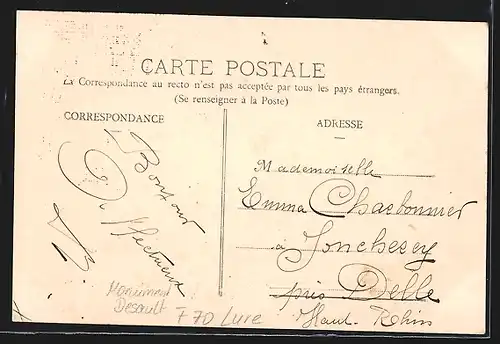 CARTE POSTALE
La Correspondance au recto n'est pas acceptée par tous les pays étrangers.
(Se renseigner à la Poste)
CORRESPONDANCE
Bonjour
Affectueux
ADRESSE
Mademoiselle
Emma Charbonnier
à Joncherey
près Delle
Haut-Rhin
Monument
Desault
F 70 Lure